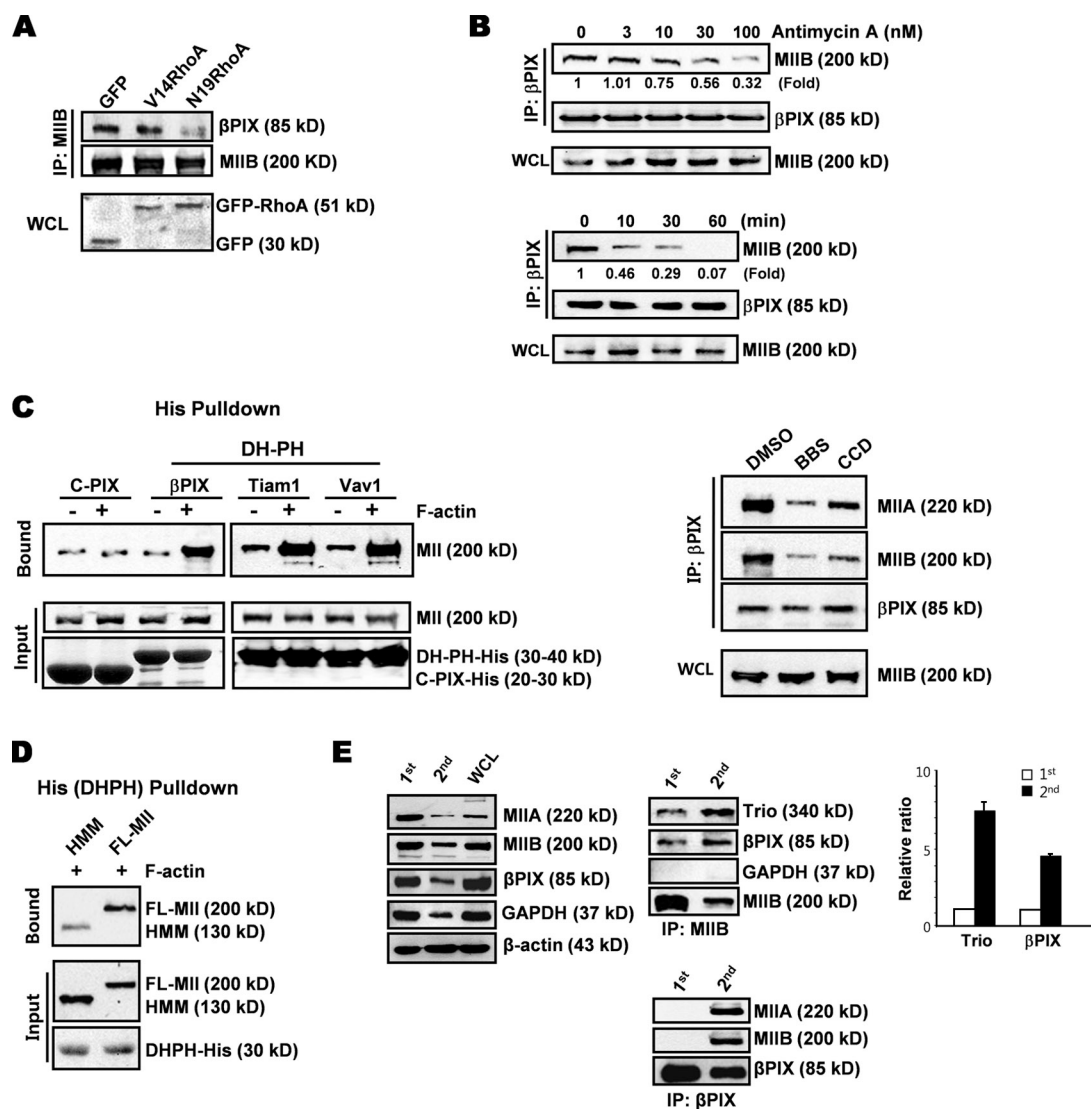 A
GFP
V14RhoA
N19RhoA
IP: MIIB
βPIX (85 kD)
MIIB (200 KD)
WCL
GFP-RhoA (51 kD)
GFP (30 kD)
B
0 3 10 30 100 Antimycin A (nM)
IP: βPIX
MIIB (200 kD)
1 1.01 0.75 0.56 0.32 (Fold)
βPIX (85 kD)
WCL MIIB (200 kD)
0 10 30 60 (min)
IP: βPIX
MIIB (200 kD)
1 0.46 0.29 0.07 (Fold)
βPIX (85 kD)
WCL MIIB (200 kD)
C
His Pulldown
DH-PH
C-PIX βPIX Tiam1 Vav1
- + - + - + - + F-actin
Bound
MII (200 kD)
Input
MII (200 kD)
DH-PH-His (30-40 kD)
C-PIX-His (20-30 kD)
DMSO
BBS
CCD
IP: βPIX
MIIA (220 kD)
MIIB (200 kD)
βPIX (85 kD)
WCL MIIB (200 kD)
D
His (DHPH) Pulldown
HMM
FL-MII
+ + F-actin
Bound
FL-MII (200 kD)
HMM (130 kD)
Input
FL-MII (200 kD)
HMM (130 kD)
DHPH-His (30 kD)
E
1st
2nd
WCL
MIIA (220 kD)
MIIB (200 kD)
βPIX (85 kD)
GAPDH (37 kD)
β-actin (43 kD)
1st
2nd
Trio (340 kD)
βPIX (85 kD)
GAPDH (37 kD)
MIIB (200 kD)
IP: MIIB
1st
2nd
MIIA (220 kD)
MIIB (200 kD)
βPIX (85 kD)
IP: βPIX
1st
2nd
Relative ratio
10
5
0
Trio βPIX